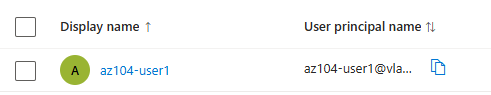 Display name ↑ User principal name ↑↓
A az104-user1 az104-user1@vla...